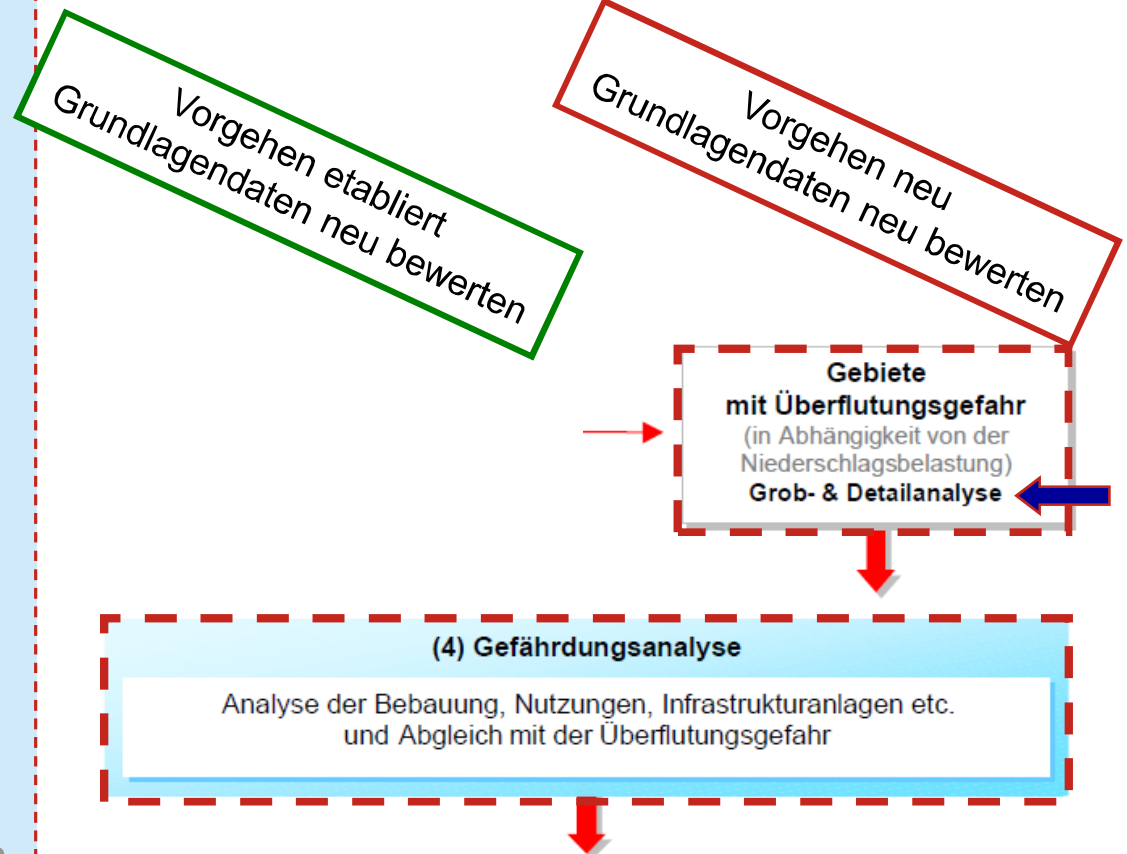 Vorgehen etabliert
Grundlagendaten neu bewerten
Vorgehen neu
Grundlagendaten neu bewerten
Gebiete
mit Überflutungsgefahr
(in Abhängigkeit von der
Niederschlagsbelastung)
Grob- & Detailanalyse
(4) Gefährdungsanalyse
Analyse der Bebauung, Nutzungen, Infrastrukturanlagen etc.
und Abgleich mit der Überflutungsgefahr